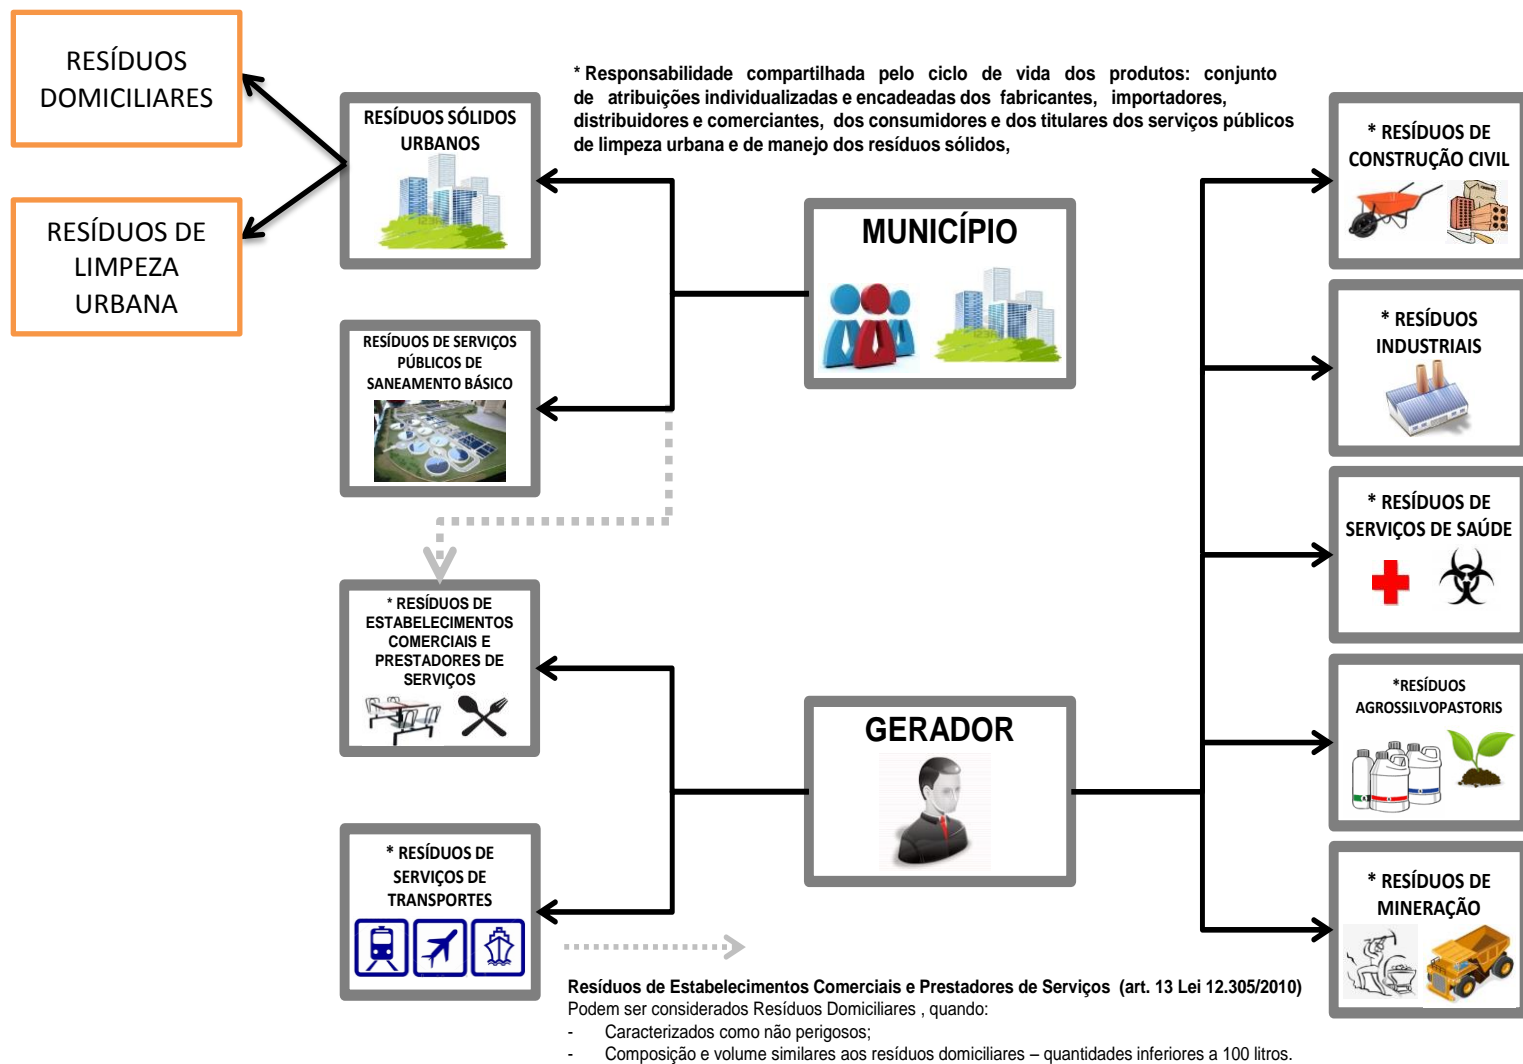 RESÍDUOS
DOMICILIARES
RESÍDUOS DE
LIMPEZA
URBANA
RESÍDUOS SÓLIDOS
URBANOS
* Responsabilidade compartilhada pelo ciclo de vida dos produtos: conjunto
de atribuições individualizadas e encadeadas dos fabricantes, importadores,
distribuidores e comerciantes, dos consumidores e dos titulares dos serviços públicos
de limpeza urbana e de manejo dos resíduos sólidos,
MUNICÍPIO
RESÍDUOS DE SERVIÇOS
PÚBLICOS DE
SANEAMENTO BÁSICO
* RESÍDUOS DE
ESTABELECIMENTOS
COMERCIAIS E
PRESTADORES DE
SERVIÇOS
GERADOR
* RESÍDUOS DE
SERVIÇOS DE
TRANSPORTES
* RESÍDUOS DE
CONSTRUÇÃO CIVIL
* RESÍDUOS
INDUSTRIAIS
* RESÍDUOS DE
SERVIÇOS DE SAÚDE
*RESÍDUOS
AGROSSILVOPASTORIS
* RESÍDUOS DE
MINERAÇÃO
Resíduos de Estabelecimentos Comerciais e Prestadores de Serviços (art. 13 Lei 12.305/2010)
Podem ser considerados Resíduos Domiciliares , quando:
- Caracterizados como não perigosos;
- Composição e volume similares aos resíduos domiciliares – quantidades inferiores a 100 litros.